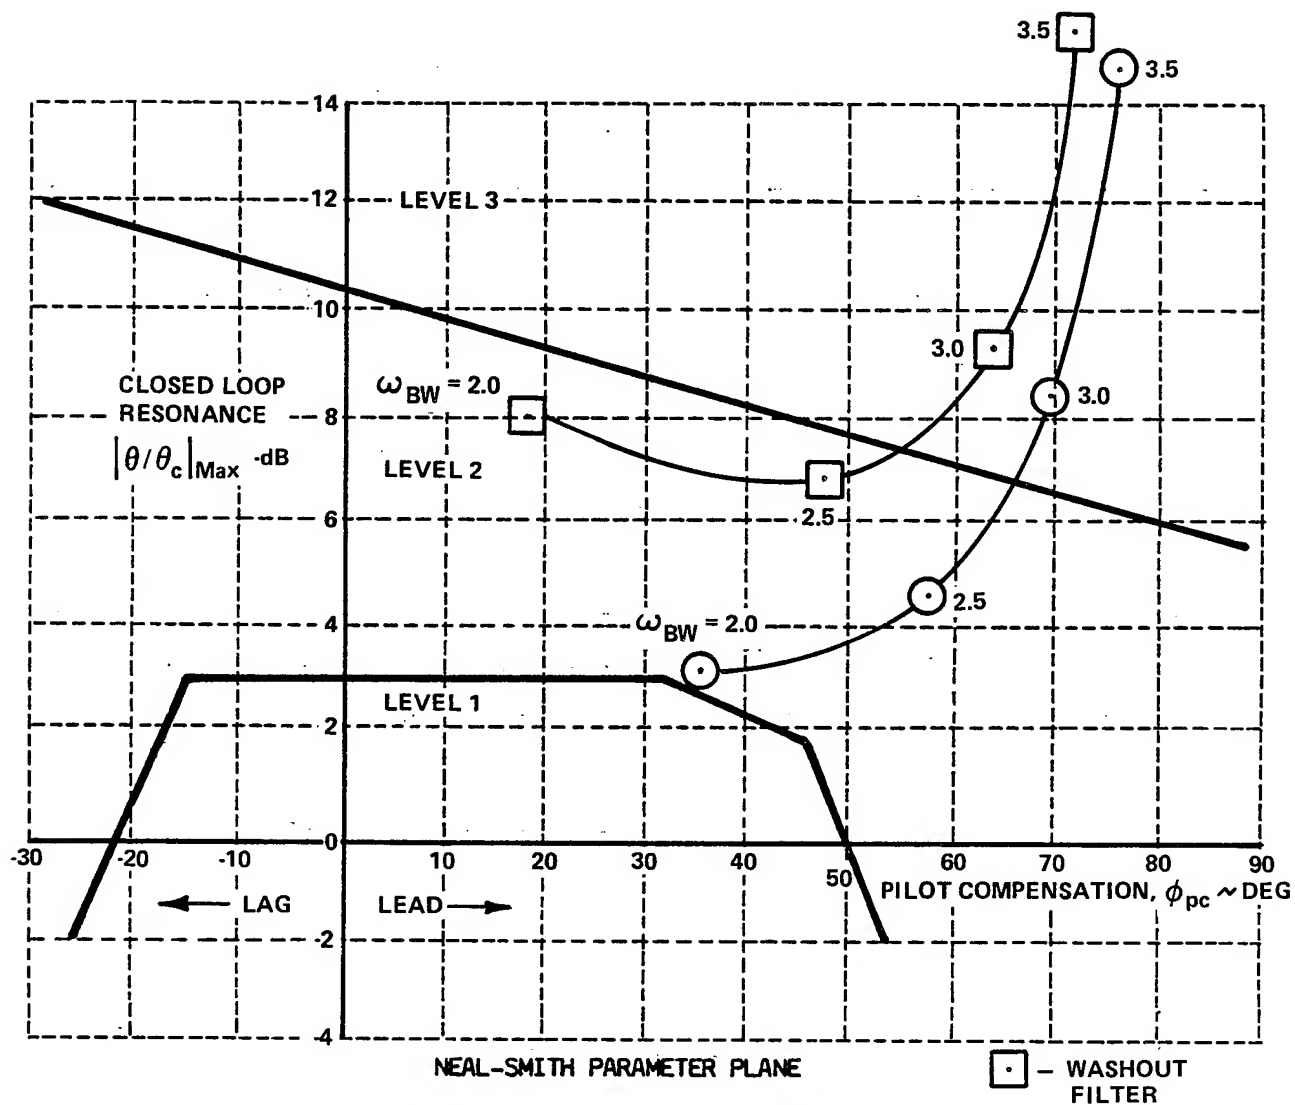 3.5
3.5
14
12
LEVEL 3
10
3.0
CLOSED LOOP
RESONANCE
|θ/θc|Max -dB
ωBW = 2.0
8
3.0
LEVEL 2
6
2.5
4
ωBW = 2.0
2.5
LEVEL 1
2
0
-30 -20 -10 10 20 30 40 50 60 70 80 90
← LAG
LEAD →
PILOT COMPENSATION, ϕpc ~ DEG
-2
-4
NEAL-SMITH PARAMETER PLANE
– WASHOUT
FILTER